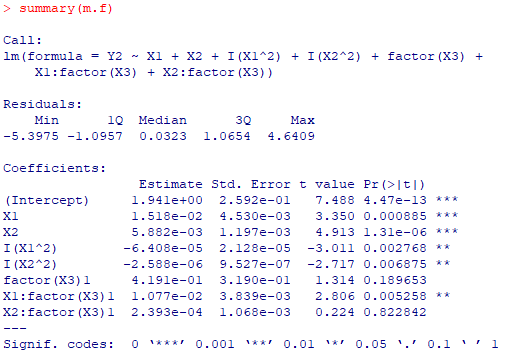 > summary(m.f)
Call:
lm(formula = Y2 ~ X1 + X2 + I(X1^2) + I(X2^2) + factor(X3) +
X1:factor(X3) + X2:factor(X3))
Residuals:
Min 1Q Median 3Q Max
-5.3975 -1.0957 0.0323 1.0654 4.6409
Coefficients:
Estimate Std. Error t value Pr(>|t|)
(Intercept) 1.941e+00 2.592e-01 7.488 4.47e-13 ***
X1 1.518e-02 4.530e-03 3.350 0.000885 ***
X2 5.882e-03 1.197e-03 4.913 1.31e-06 ***
I(X1^2) -6.408e-05 2.128e-05 -3.011 0.002768 **
I(X2^2) -2.588e-06 9.527e-07 -2.717 0.006875 **
factor(X3)1 4.191e-01 3.190e-01 1.314 0.189653
X1:factor(X3)1 1.077e-02 3.839e-03 2.806 0.005258 **
X2:factor(X3)1 2.393e-04 1.068e-03 0.224 0.822842
---
Signif. codes: 0 ‘***’ 0.001 ‘**’ 0.01 ‘*’ 0.05 ‘.’ 0.1 ‘ ’ 1